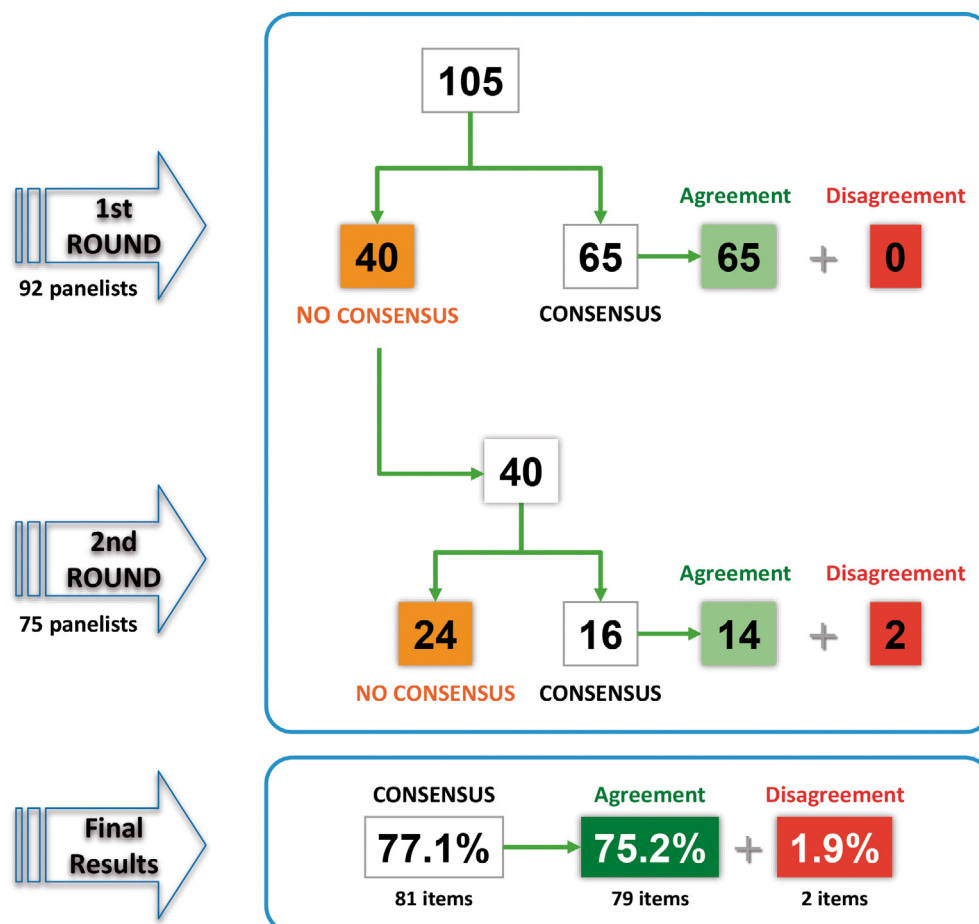 105
1st
ROUND
92 panelists
Agreement Disagreement
40 65 65 + 0
NO CONSENSUS CONSENSUS
40
2nd
ROUND
75 panelists
Agreement Disagreement
24 16 14 + 2
NO CONSENSUS CONSENSUS
Final
Results
CONSENSUS Agreement Disagreement
77.1% 75.2% + 1.9%
81 items 79 items 2 items